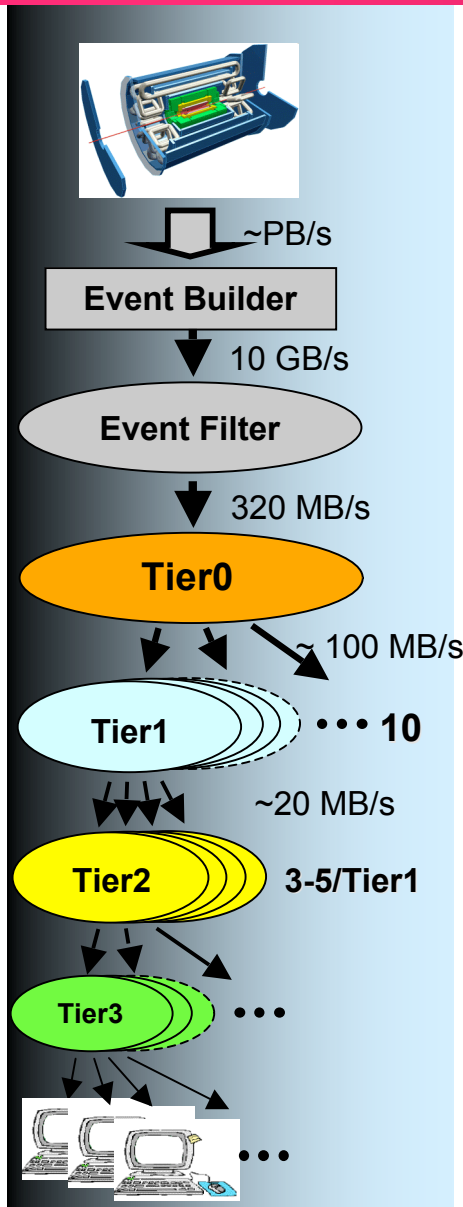 ~PB/s
Event Builder
10 GB/s
Event Filter
320 MB/s
Tier0
~ 100 MB/s
Tier1
••• 10
~20 MB/s
Tier2
3-5/Tier1
Tier3
•••
•••